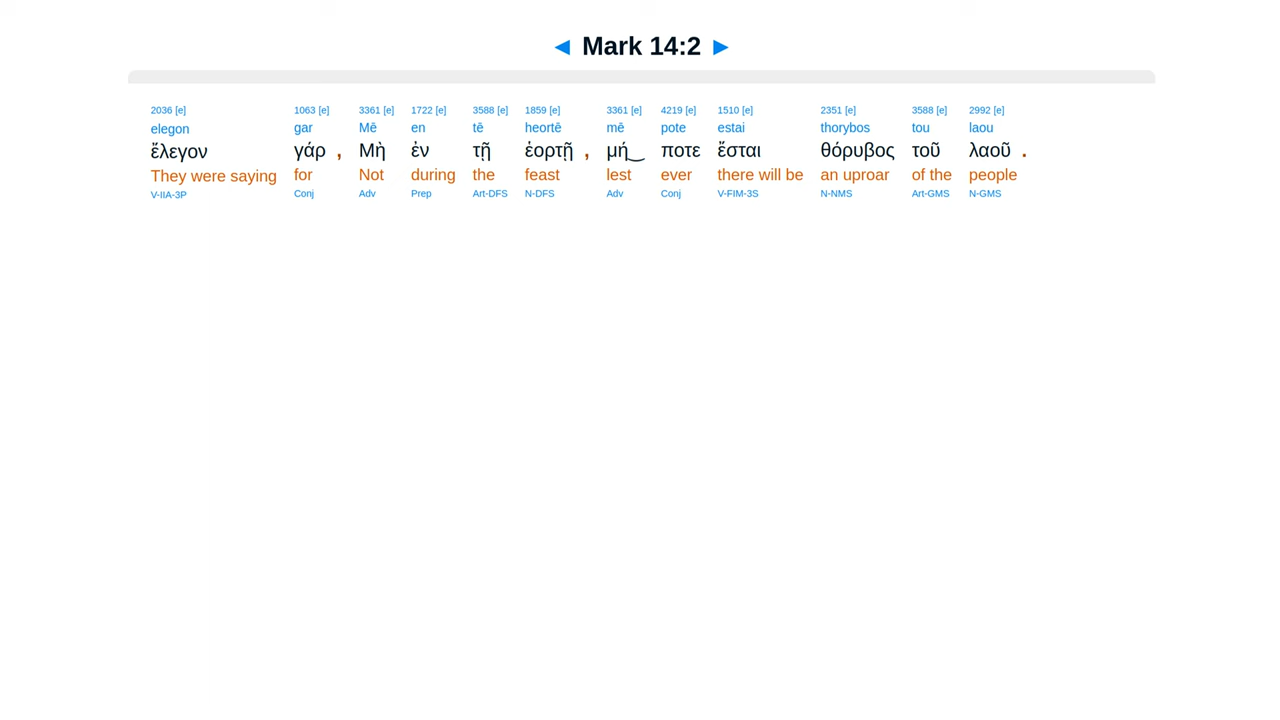 ◄ Mark 14:2 ►
2036 [e] 1063 [e] 3361 [e] 1722 [e] 3588 [e] 1859 [e] 3361 [e] 4219 [e] 1510 [e] 2351 [e] 3588 [e] 2992 [e]
elegon gar Mē en tē heortē mē pote estai thorybos tou laou
ἔλεγον γάρ , Μὴ ἐν τῇ ἑορτῇ , μή‿ ποτε ἔσται θόρυβος τοῦ λαοῦ .
They were saying for Not during the feast lest ever there will be an uproar of the people
V-IIA-3P Conj Adv Prep Art-DFS N-DFS Adv Conj V-FIM-3S N-NMS Art-GMS N-GMS